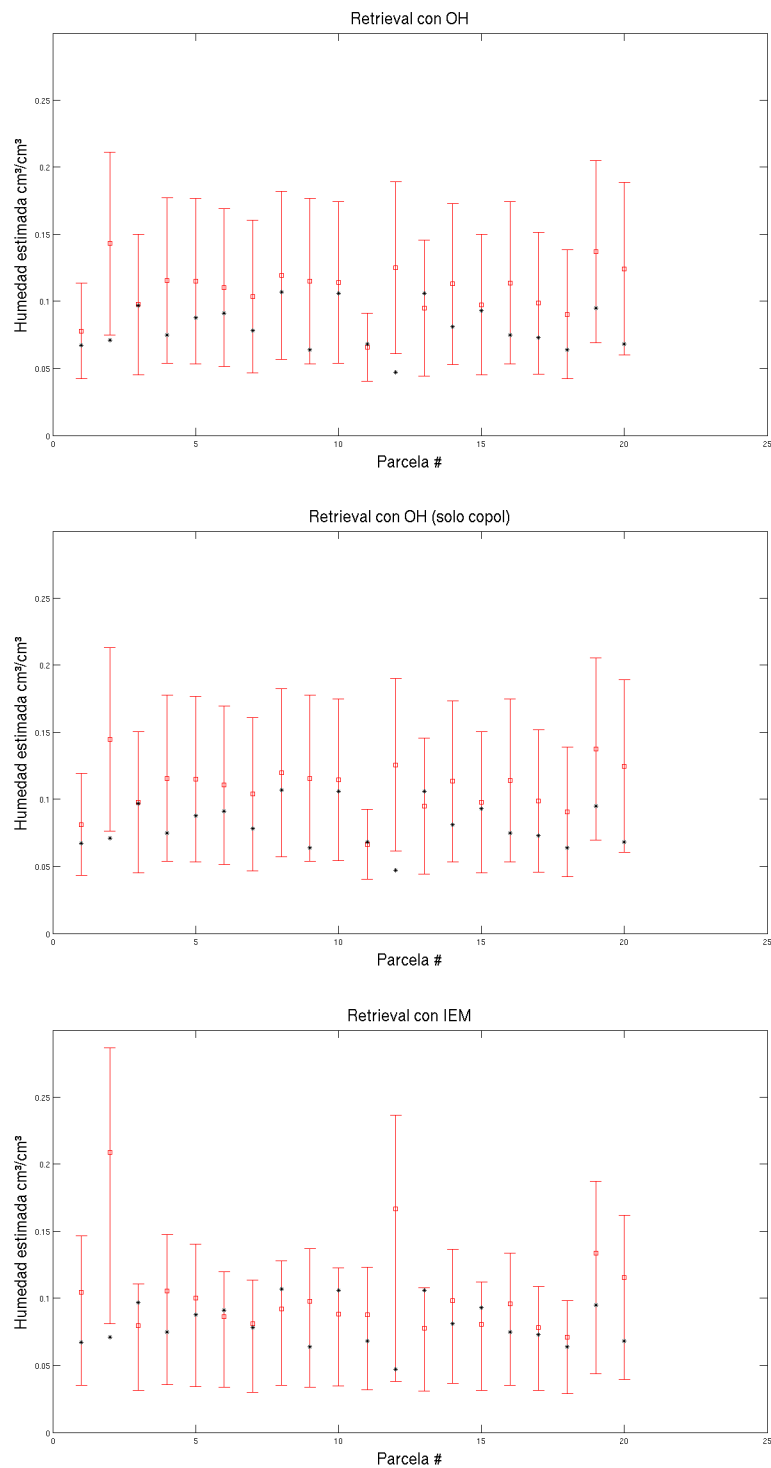 Retrieval con OH
Humedad estimada cm³/cm³
0.25
0.2
0.15
0.1
0.05
0
0 5 10 15 20 25
Parcela #
Retrieval con OH (solo copol)
Humedad estimada cm³/cm³
0.25
0.2
0.15
0.1
0.05
0
0 5 10 15 20 25
Parcela #
Retrieval con IEM
Humedad estimada cm³/cm³
0.25
0.2
0.15
0.1
0.05
0
0 5 10 15 20 25
Parcela #